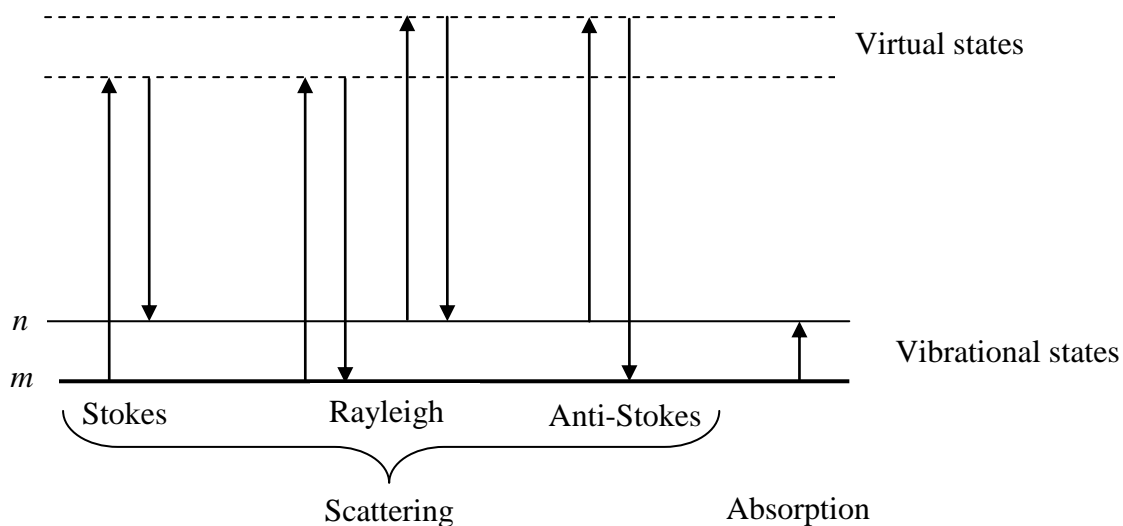 Virtual states
n
Vibrational states
m
Stokes Rayleigh Anti-Stokes
Scattering Absorption